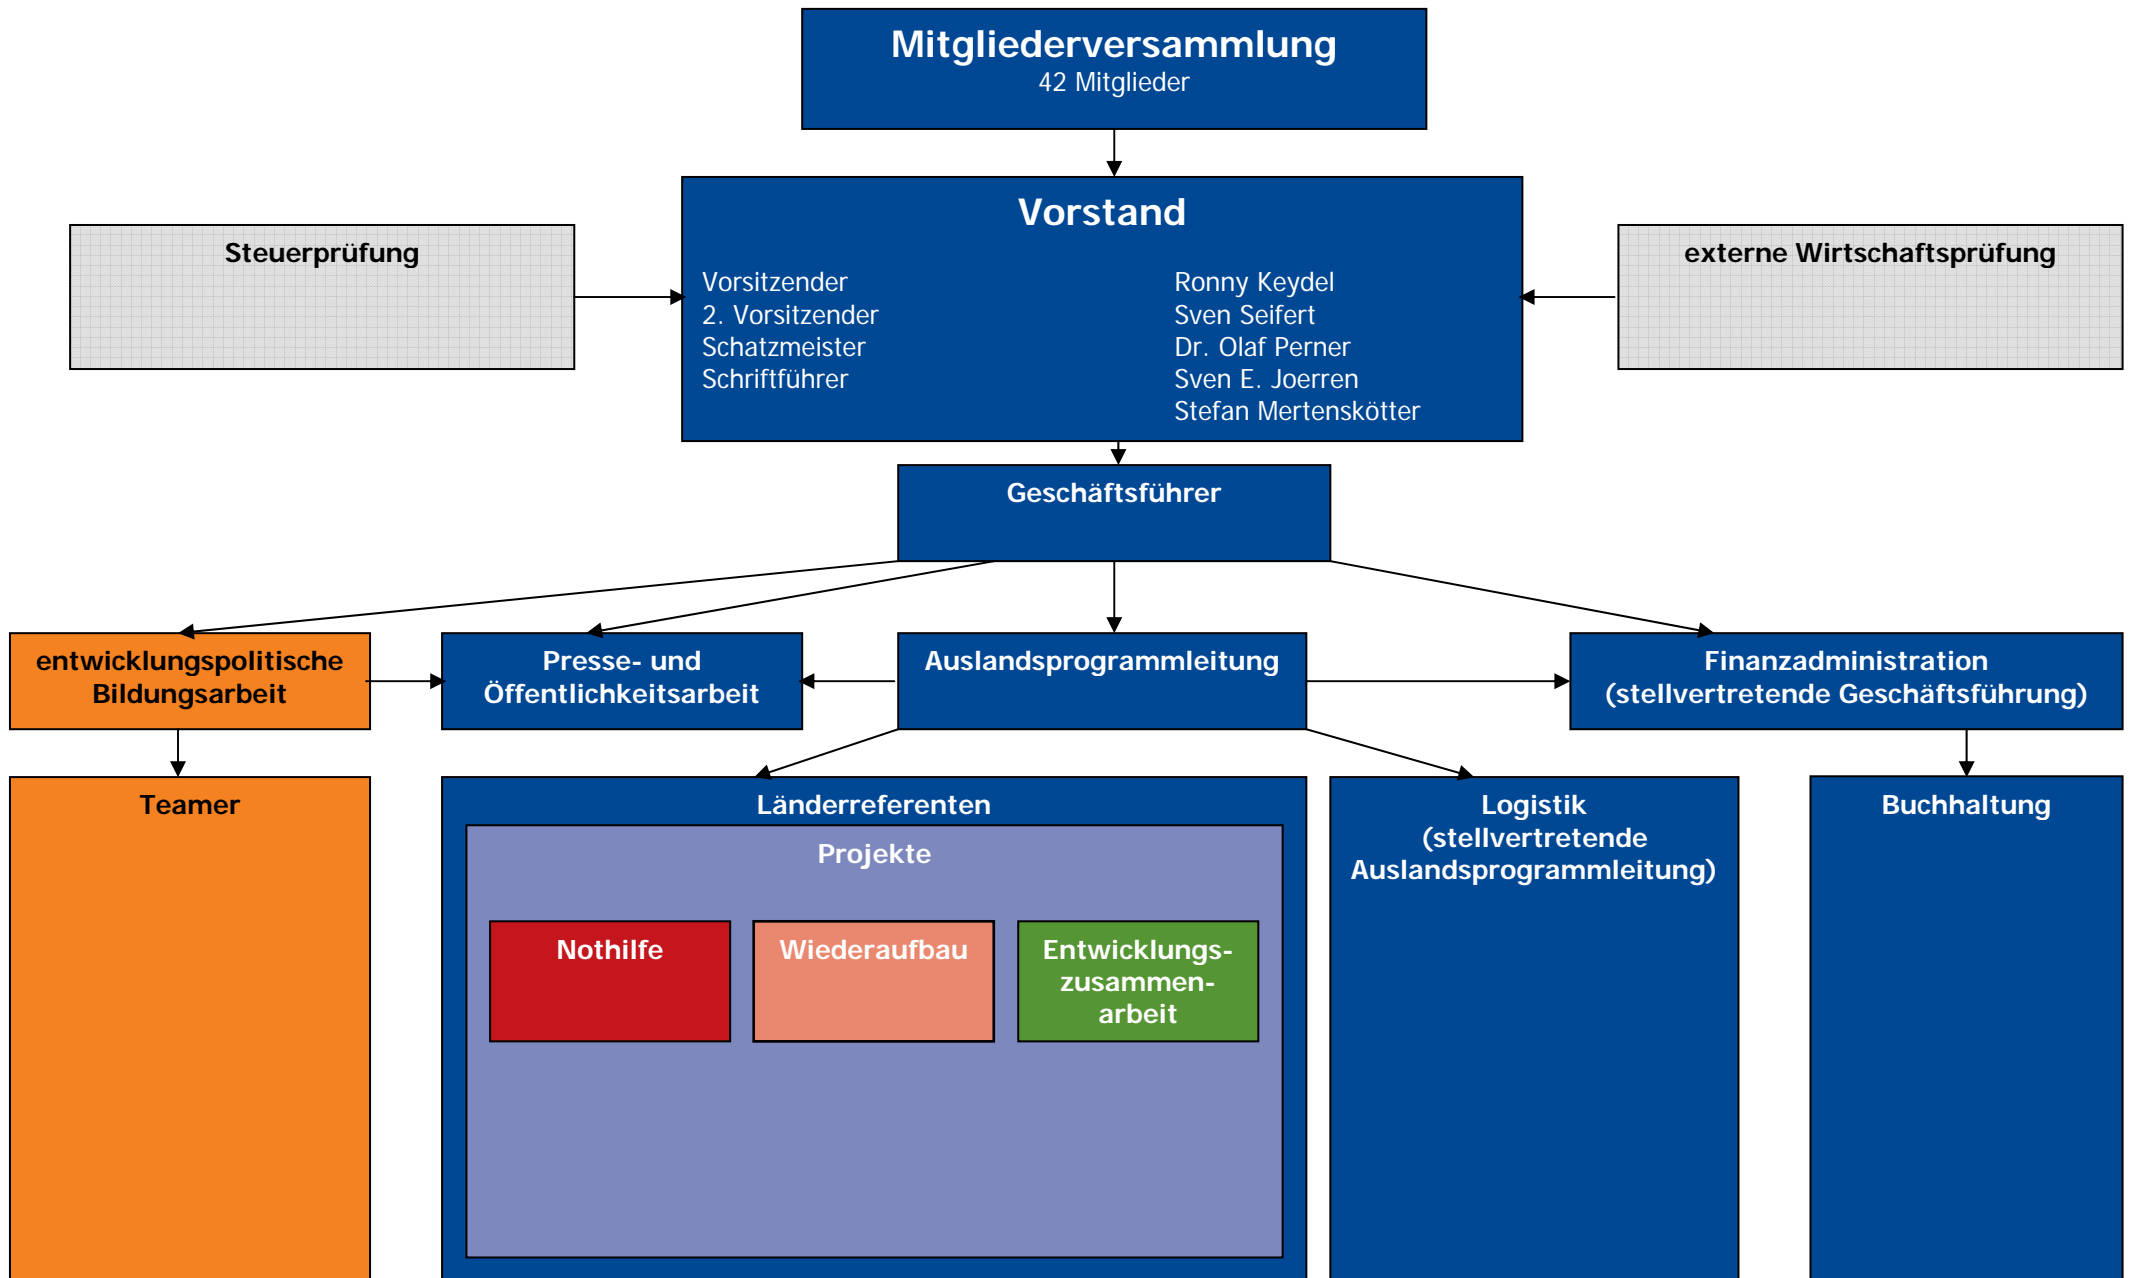 Mitgliederversammlung
42 Mitglieder
Vorstand
Steuerprüfung
externe Wirtschaftsprüfung
Vorsitzender
Ronny Keydel
2. Vorsitzender
Sven Seifert
Schatzmeister
Dr. Olaf Perner
Schriftführer
Sven E. Joerren
Stefan Mertenskötter
Geschäftsführer
entwicklungspolitische
Bildungsarbeit
Presse- und
Öffentlichkeitsarbeit
Auslandsprogrammleitung
Finanzadministration
(stellvertretende Geschäftsführung)
Teamer
Länderreferenten
Projekte
Nothilfe
Wiederaufbau
Entwicklungs-
zusammen-
arbeit
Logistik
(stellvertretende
Auslandsprogrammleitung)
Buchhaltung